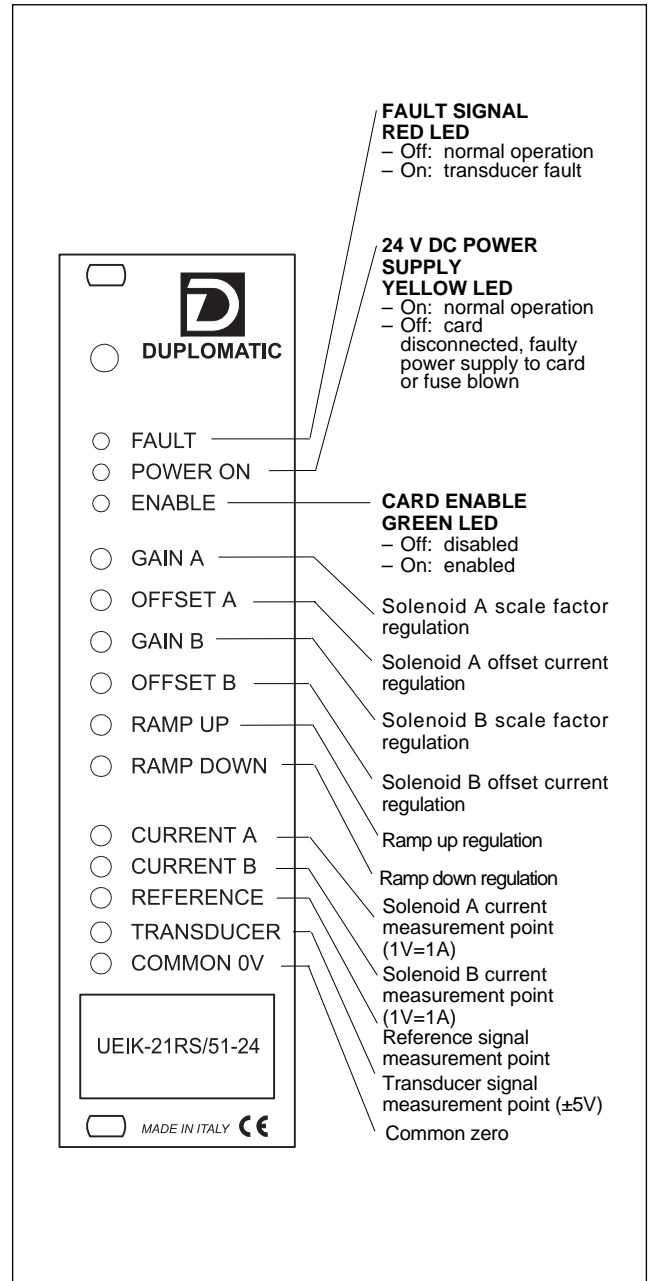 FAULT SIGNAL
RED LED
– Off: normal operation
– On: transducer fault
24 V DC POWER
SUPPLY
YELLOW LED
– On: normal operation
– Off: card
disconnected, faulty
power supply to card
or fuse blown
DUPLOMATIC
FAULT
POWER ON
ENABLE
CARD ENABLE
GREEN LED
– Off: disabled
– On: enabled
GAIN A
OFFSET A
GAIN B
OFFSET B
RAMP UP
RAMP DOWN
Solenoid A scale factor
regulation
Solenoid A offset current
regulation
Solenoid B scale factor
regulation
Solenoid B offset current
regulation
Ramp up regulation
Ramp down regulation
CURRENT A
CURRENT B
REFERENCE
TRANSDUCER
COMMON 0V
Solenoid A current
measurement point
(1V=1A)
Solenoid B current
measurement point
(1V=1A)
Reference signal
measurement point
Transducer signal
measurement point (±5V)
Common zero
UEIK-21RS/51-24
MADE IN ITALY CE